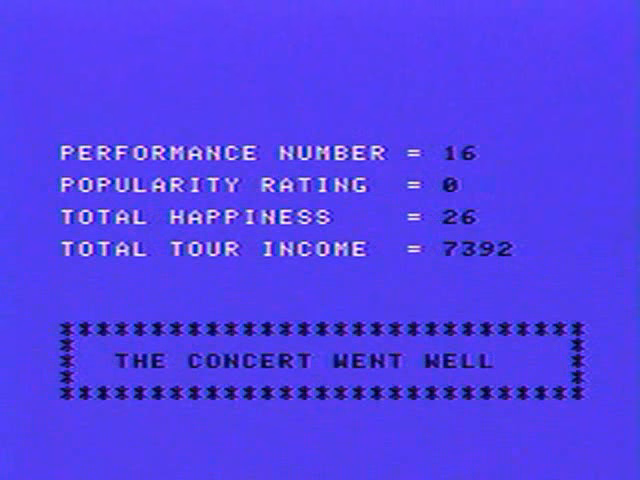 PERFORMANCE NUMBER = 16
POPULARITY RATING = 0
TOTAL HAPPINESS = 26
TOTAL TOUR INCOME = 7392
*****************************
* THE CONCERT WENT WELL *
*****************************